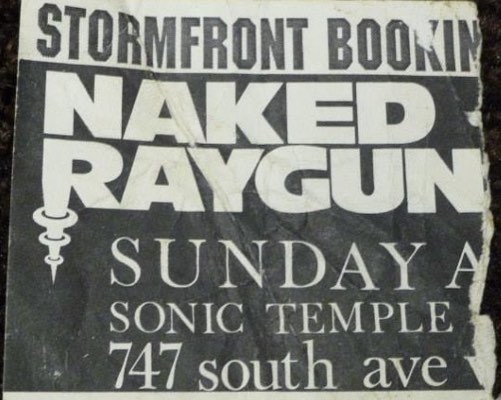 STORMFRONT BOOKIN
NAKED
RAYGUN
SUNDAY A
SONIC TEMPLE
747 south ave